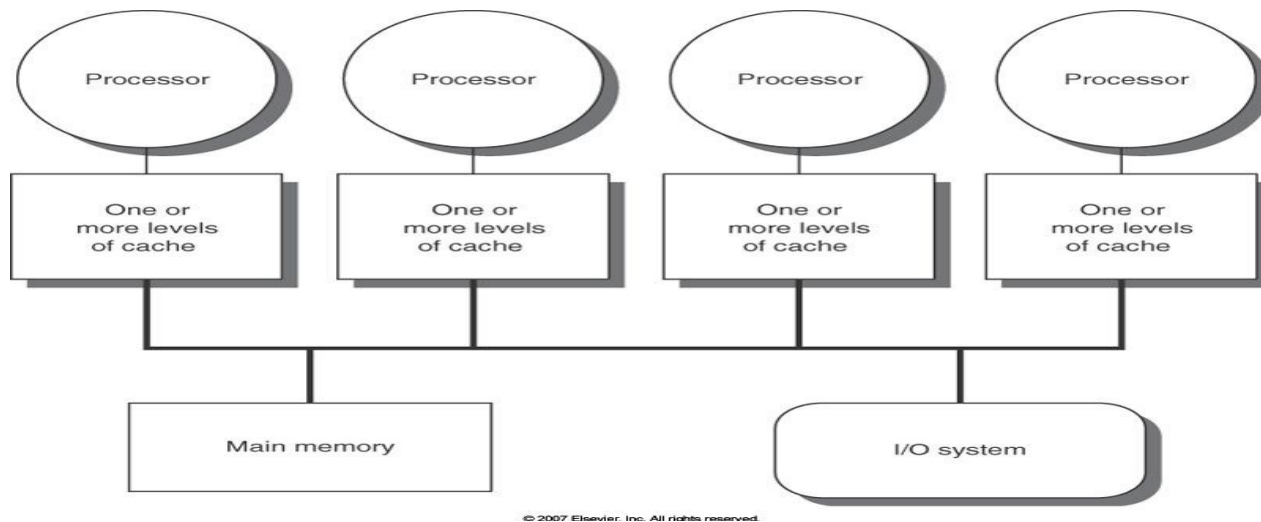 Processor
Processor
Processor
Processor
One or
more levels
of cache
One or
more levels
of cache
One or
more levels
of cache
One or
more levels
of cache
Main memory
I/O system
© 2007 Elsevier, Inc. All rights reserved.